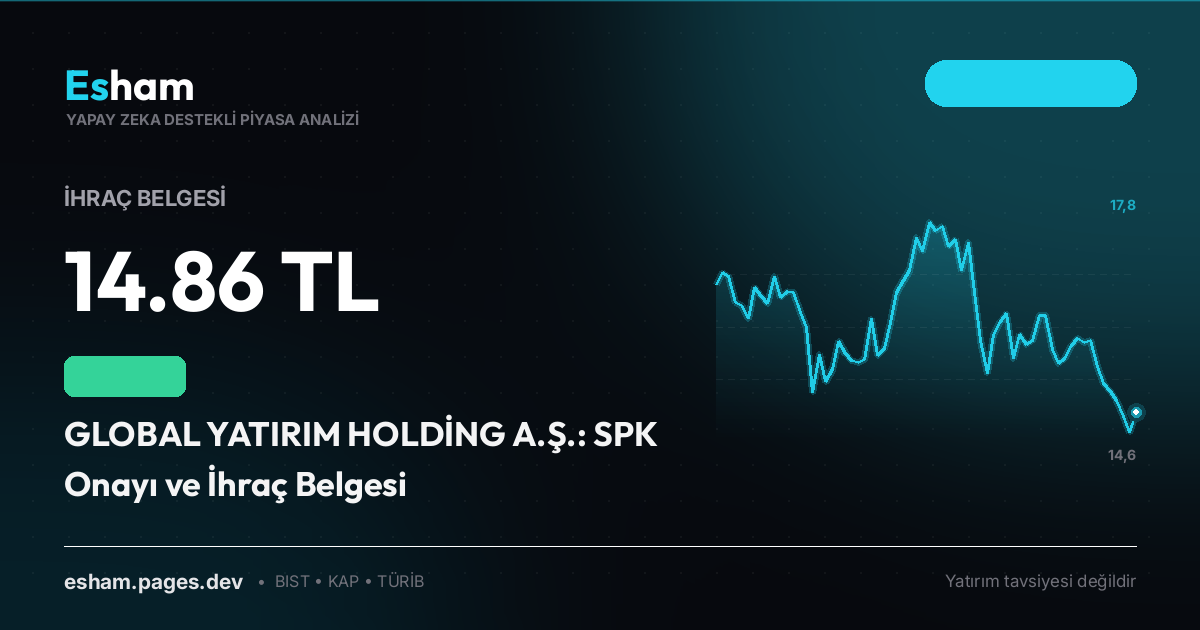 Esham
YAPAY ZEKA DESTEKLİ PİYASA ANALİZİ
İHRAÇ BELGESİ
14.86 TL
17,8
14,6
GLOBAL YATIRIM HOLDİNG A.Ş.: SPK
Onayı ve İhraç Belgesi
esham.pages.dev • BIST • KAP • TÜRİB
Yatırım tavsiyesi değildir